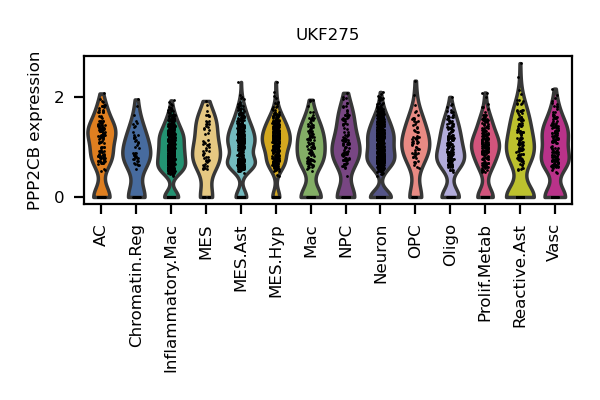 UKF275
PPP2CB expression
2
0
AC
Chromatin.Reg
Inflammatory.Mac
MES
MES.Ast
MES.Hyp
Mac
NPC
Neuron
OPC
Oligo
Prolif.Metab
Reactive.Ast
Vasc